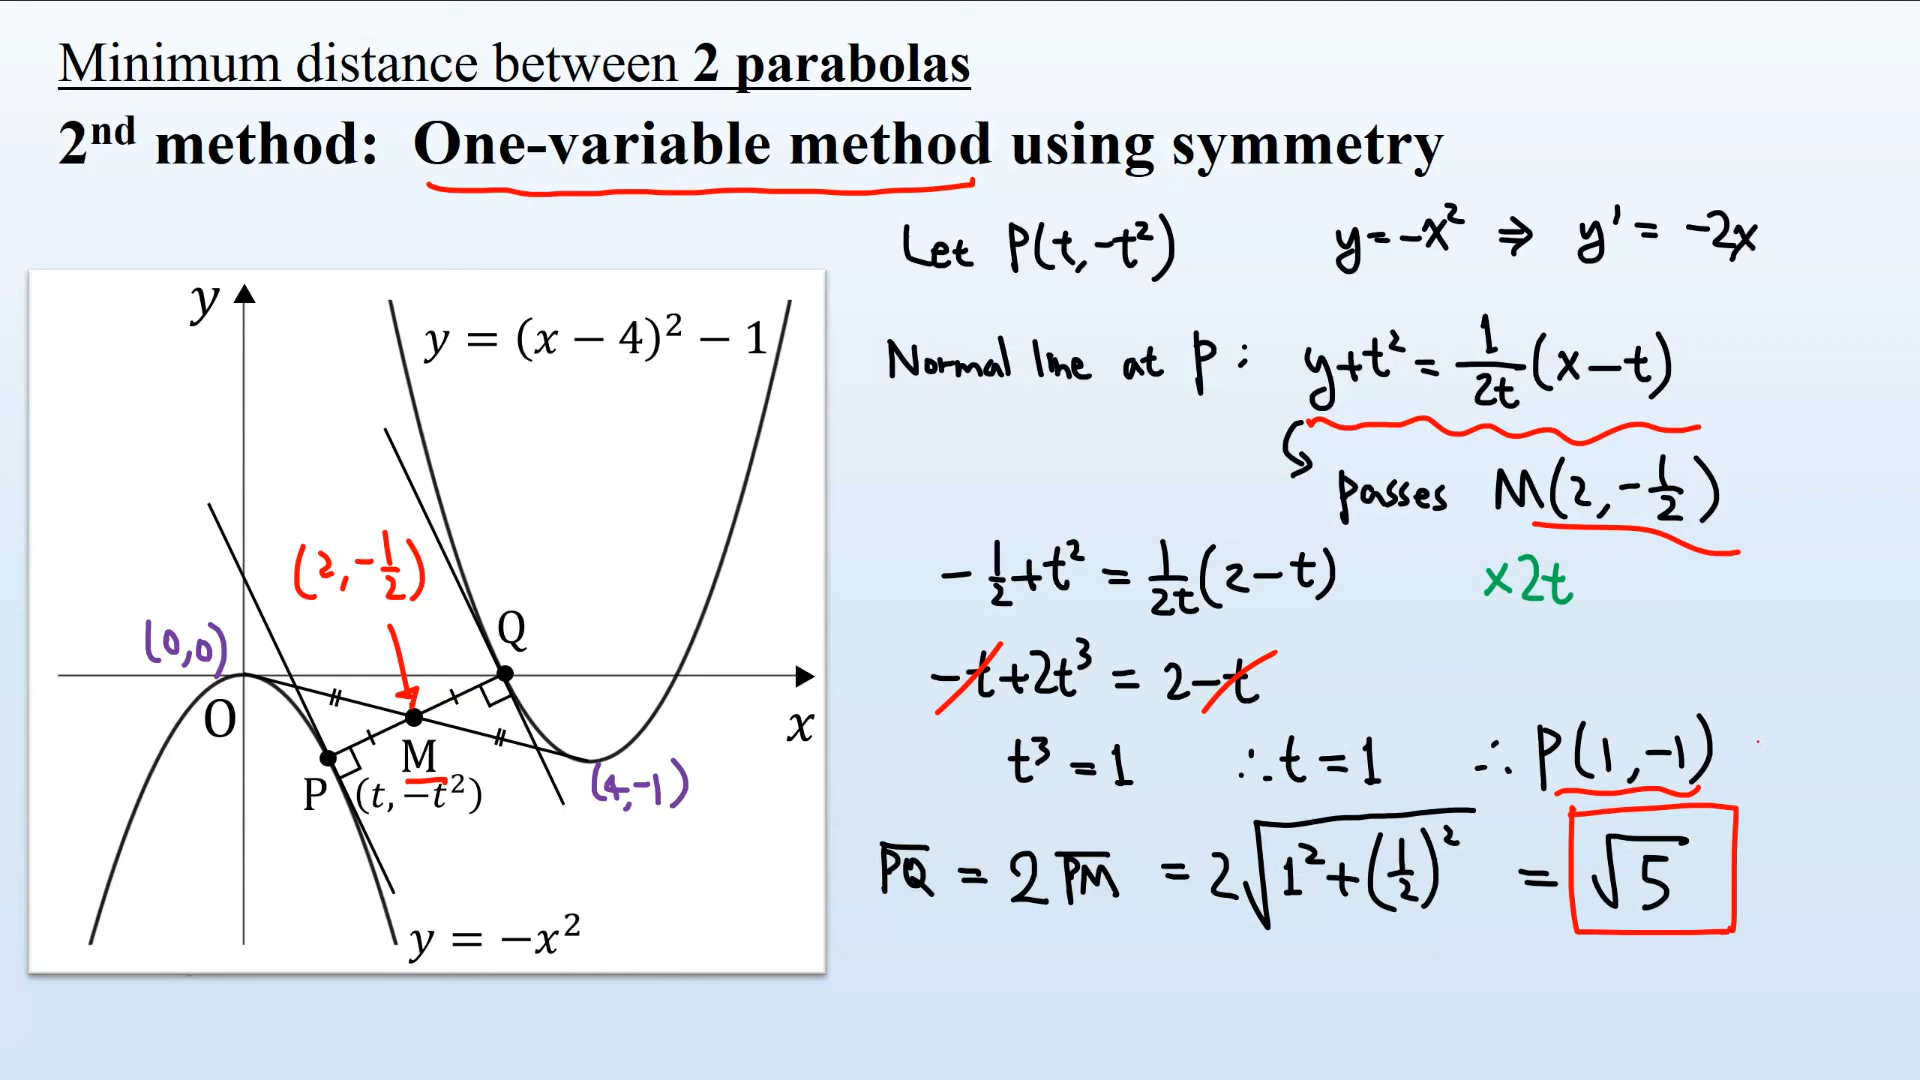 Minimum distance between 2 parabolas
2nd method: One-variable method using symmetry
Let P(t, -t²) y = -x² ⇒ y' = -2x
Normal line at P : y+t² = 1/2t (x-t)
passes M(2, -1/2)
-1/2+t² = 1/2t (2-t) ×2t
-t+2t³ = 2-t
t³ = 1 ∴ t = 1 ∴ P(1, -1)
PQ = 2 PM = 2√(1²+(1/2)²) = √5
y
y = (x − 4)² − 1
(2, -1/2)
Q
(0,0)
O
x
M
P (t, −t²)
(4,-1)
y = −x²